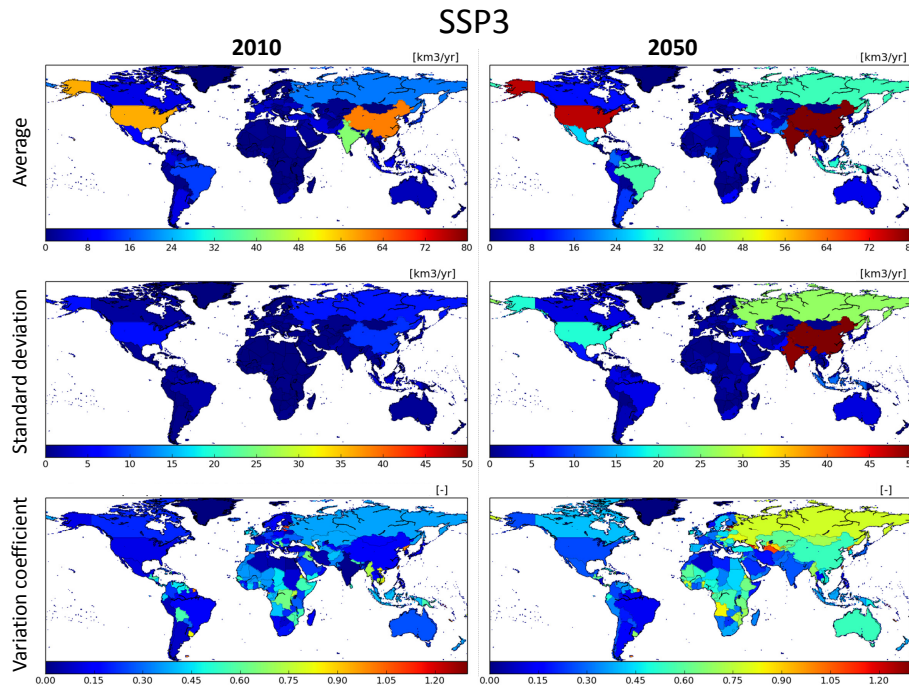 SSP3
2010
2050
[km3/yr]
[km3/yr]
Average
0 8 16 24 32 40 48 56 64 72 80
0 8 16 24 32 40 48 56 64 72 8
[km3/yr]
[km3/yr]
Standard deviation
0 5 10 15 20 25 30 35 40 45 50
0 5 10 15 20 25 30 35 40 45 5
[-]
[-]
Variation coefficient
0.00 0.15 0.30 0.45 0.60 0.75 0.90 1.05 1.20
0.00 0.15 0.30 0.45 0.60 0.75 0.90 1.05 1.20